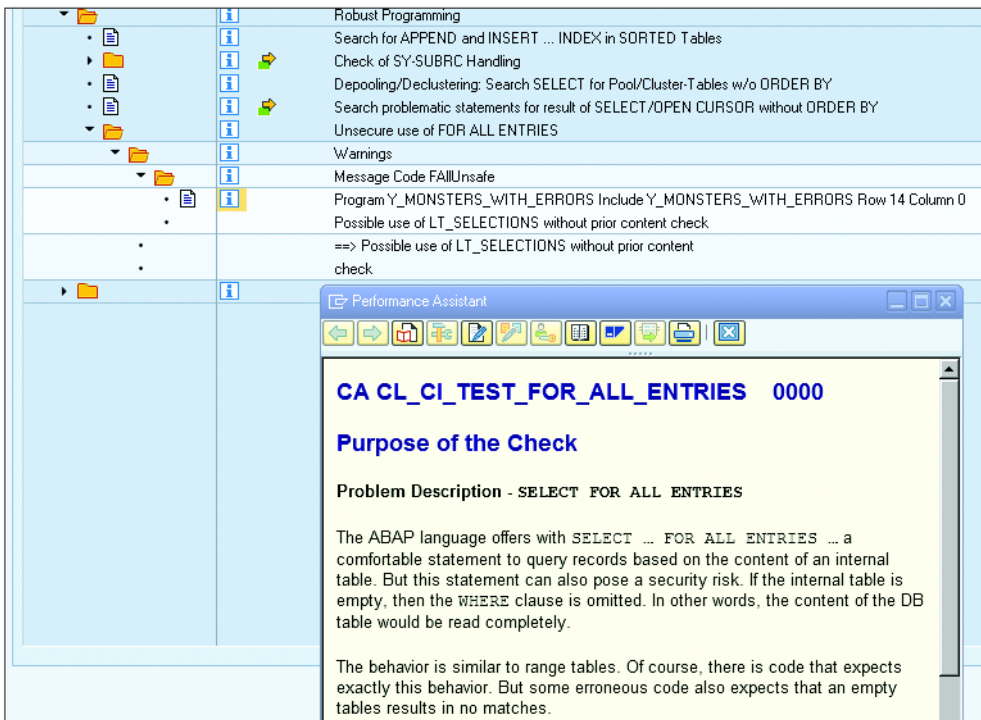 Robust Programming
Search for APPEND and INSERT ... INDEX in SORTED Tables
Check of SY-SUBRC Handling
Depooling/Declustering: Search SELECT for Pool/Cluster-Tables w/o ORDER BY
Search problematic statements for result of SELECT/OPEN CURSOR without ORDER BY
Unsecure use of FOR ALL ENTRIES
Warnings
Message Code FAllUnsafe
Program Y_MONSTERS_WITH_ERRORS Include Y_MONSTERS_WITH_ERRORS Row 14 Column 0
Possible use of LT_SELECTIONS without prior content check
==> Possible use of LT_SELECTIONS without prior content
check
Performance Assistant
CA CL_CI_TEST_FOR_ALL_ENTRIES 0000
Purpose of the Check
Problem Description - SELECT FOR ALL ENTRIES
The ABAP language offers with SELECT … FOR ALL ENTRIES … a
comfortable statement to query records based on the content of an internal
table. But this statement can also pose a security risk. If the internal table is
empty, then the WHERE clause is omitted. In other words, the content of the DB
table would be read completely.
The behavior is similar to range tables. Of course, there is code that expects
exactly this behavior. But some erroneous code also expects that an empty
tables results in no matches.